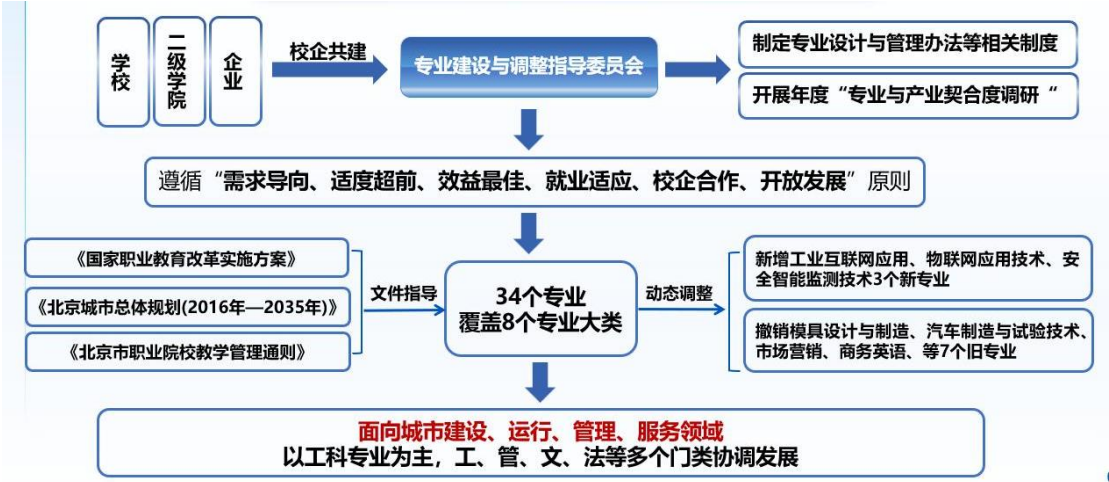 学校
二级学院
企业
校企共建
专业建设与调整指导委员会
制定专业设计与管理办法等相关制度
开展年度“专业与产业契合度调研“
遵循“需求导向、适度超前、效益最佳、就业适应、校企合作、开放发展”原则
《国家职业教育改革实施方案》
《北京城市总体规划(2016年—2035年)》
《北京市职业院校教学管理通则》
文件指导
34个专业
覆盖8个专业大类
动态调整
新增工业互联网应用、物联网应用技术、安
全智能监测技术3个新专业
撤销模具设计与制造、汽车制造与试验技术、
市场营销、商务英语、等7个旧专业
面向城市建设、运行、管理、服务领域
以工科专业为主，工、管、文、法等多个门类协调发展